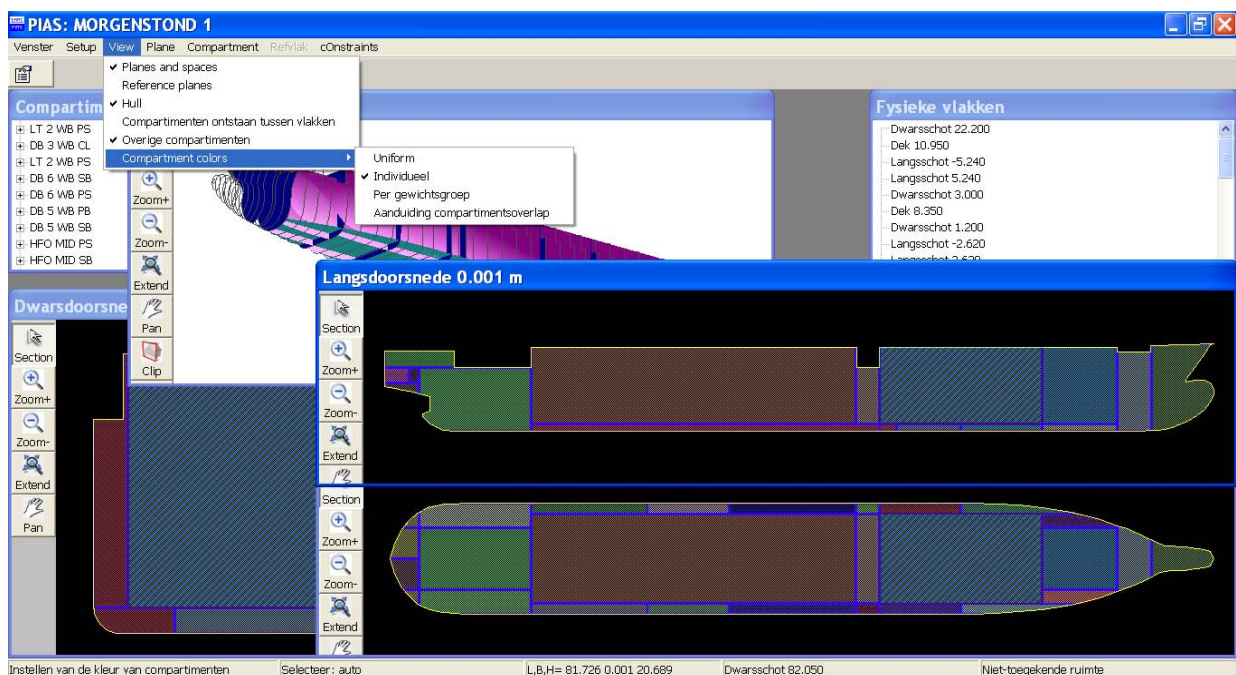 PIAS: MORGENSTOND 1
Venster Setup View Plane Compartment Refvlak cOnstraints
Planes and spaces
Reference planes
Hull
Compartimenten ontstaan tussen vlakken
Overige compartimenten
Compartment colors
Uniform
Individueel
Per gewichtsgroep
Aanduiding compartimentsoverlap
Compartim
LT 2 WB PS
DB 3 WB CL
LT 2 WB PS
DB 6 WB SB
DB 6 WB PS
DB 5 WB PB
DB 5 WB SB
HFO MID PS
HFO MID SB
Zoom+
Zoom-
Extend
Pan
Clip
Fysieke vlakken
Dwarsschot 22.200
Dek 10.950
Langsschot -5.240
Langsschot 5.240
Dwarsschot 3.000
Dek 8.350
Dwarsschot 1.200
Langsschot -2.620
Langsschot 2.620
Dwarsdoorsne
Section
Zoom+
Zoom-
Extend
Pan
Langsdoorsnede 0.001 m
Section
Zoom+
Zoom-
Extend
Section
Zoom+
Zoom-
Extend
Instellen van de kleur van compartimenten
Selecteer: auto
L,B,H= 81.726 0.001 20.689
Dwarsschot 82.050
Niet-toegekende ruimte